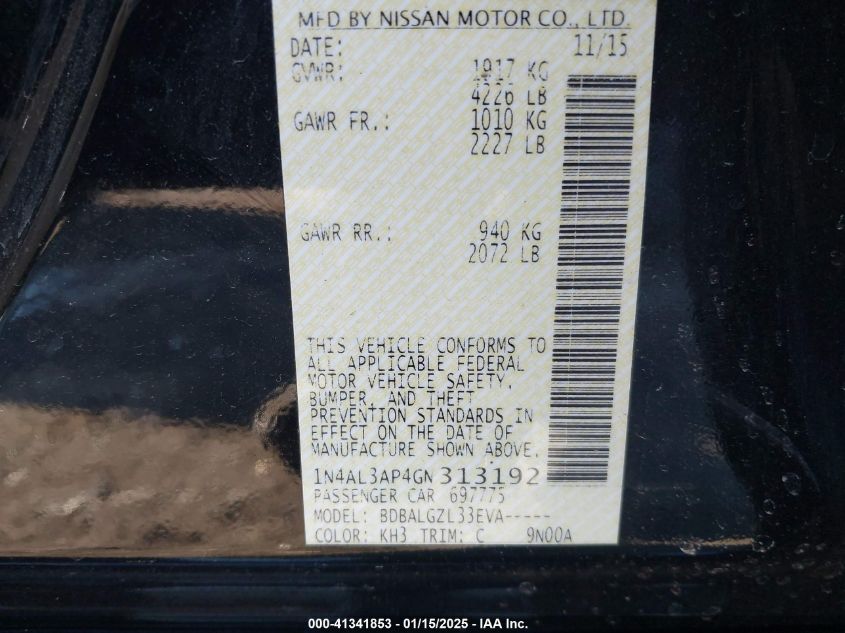 MFD BY NISSAN MOTOR CO., LTD.
DATE: 11/15
GVWR: 1917 KG
4226 LB
GAWR FR.: 1010 KG
2227 LB
GAWR RR.: 940 KG
2072 LB
THIS VEHICLE CONFORMS TO
ALL APPLICABLE FEDERAL
MOTOR VEHICLE SAFETY,
BUMPER, AND THEFT
PREVENTION STANDARDS IN
EFFECT ON THE DATE OF
MANUFACTURE SHOWN ABOVE.
1N4AL3AP4GN313192
PASSENGER CAR 697775
MODEL: BDBALGZL33EVA-----
COLOR: KH3 TRIM: C 9N00A
000-41341853 - 01/15/2025 - IAA Inc.